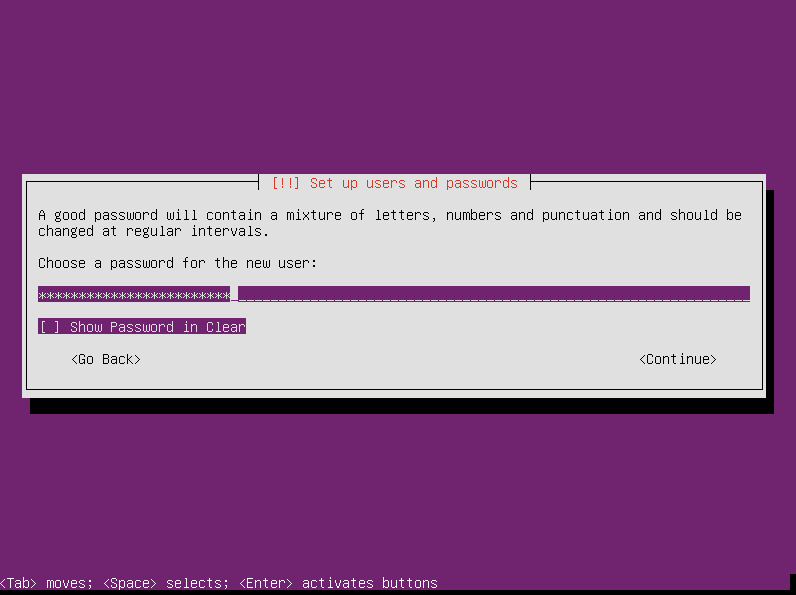 [!!] Set up users and passwords
A good password will contain a mixture of letters, numbers and punctuation and should be
changed at regular intervals.
Choose a password for the new user:
************************
[ ] Show Password in Clear
<Go Back> <Continue>
<Tab> moves; <Space> selects; <Enter> activates buttons